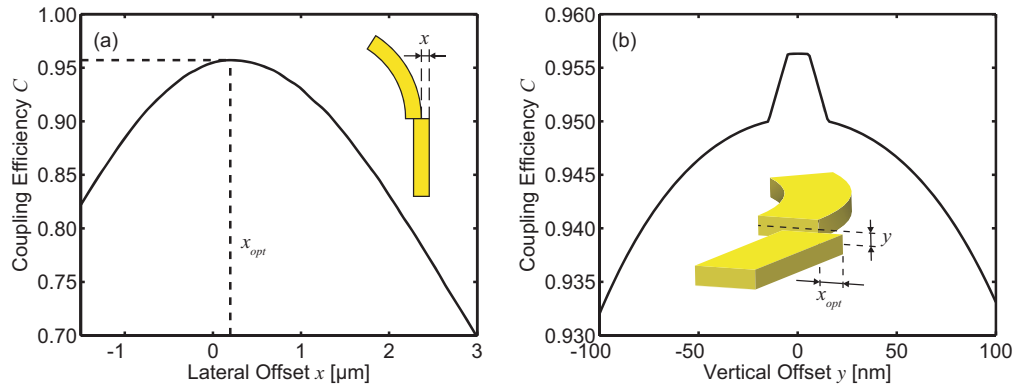 (a)
Coupling Efficiency C
1.00
0.95
0.90
0.85
0.80
0.75
0.70
-1
0
1
2
3
Lateral Offset x [µm]
x
x_opt
(b)
Coupling Efficiency C
0.960
0.955
0.950
0.945
0.940
0.935
0.930
-100
-50
0
50
100
Vertical Offset y [nm]
y
x_opt